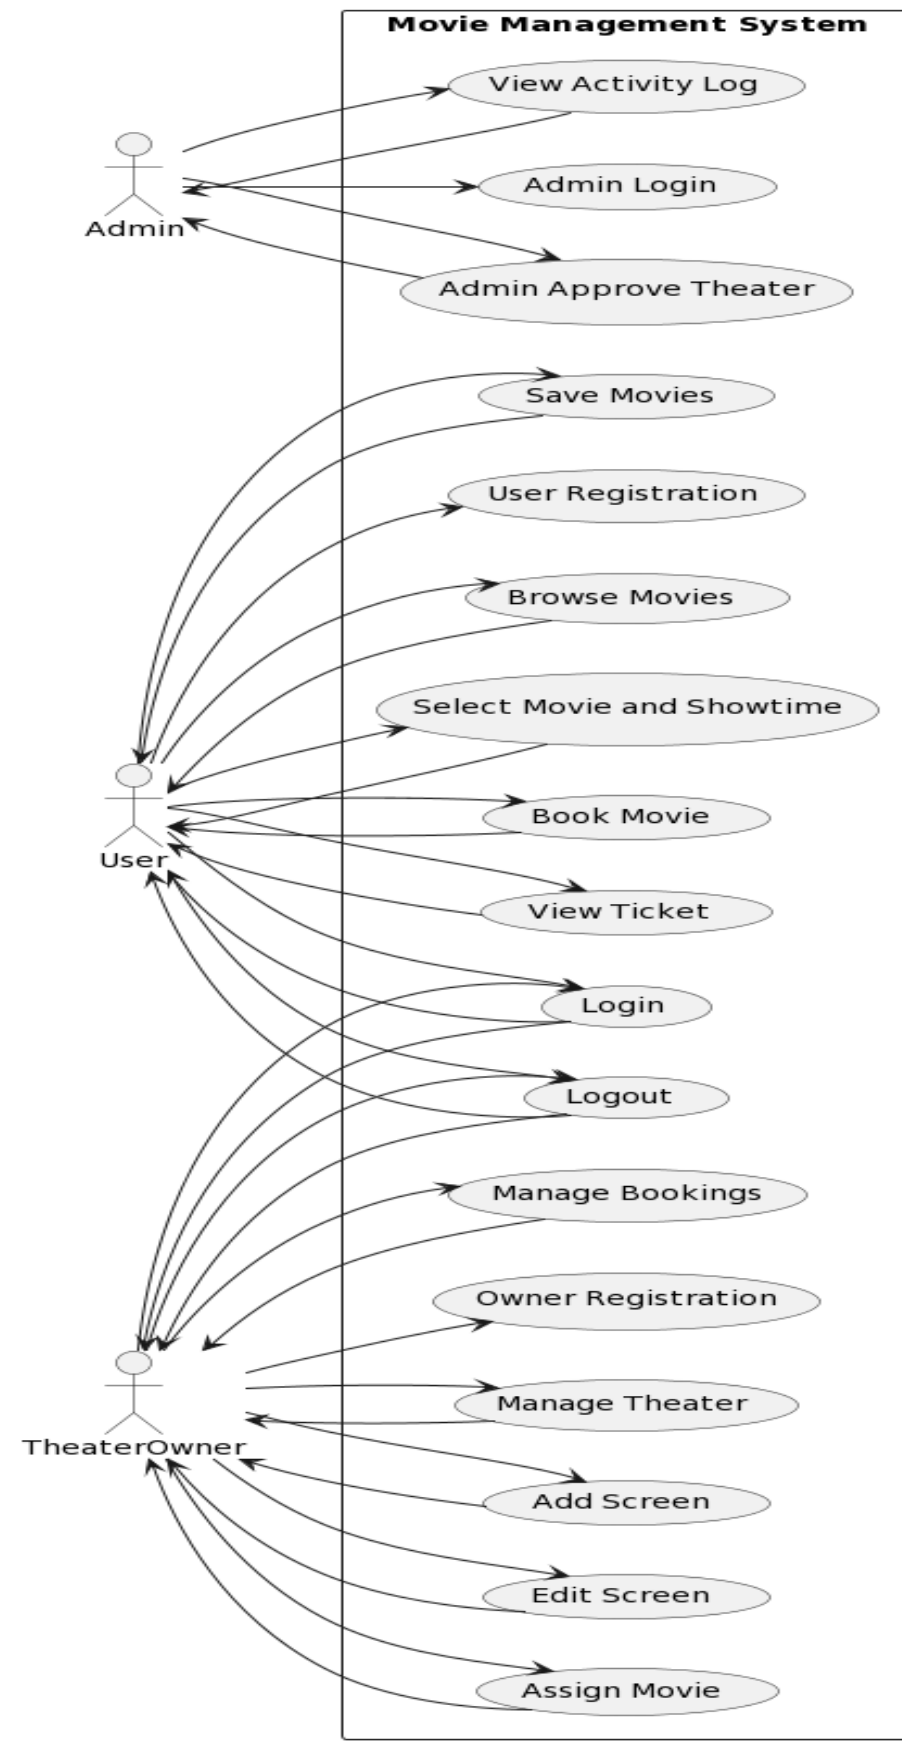 Movie Management System
View Activity Log
Admin Login
Admin
Admin Approve Theater
Save Movies
User Registration
Browse Movies
Select Movie and Showtime
Book Movie
User
View Ticket
Login
Logout
Manage Bookings
Owner Registration
Manage Theater
TheaterOwner
Add Screen
Edit Screen
Assign Movie